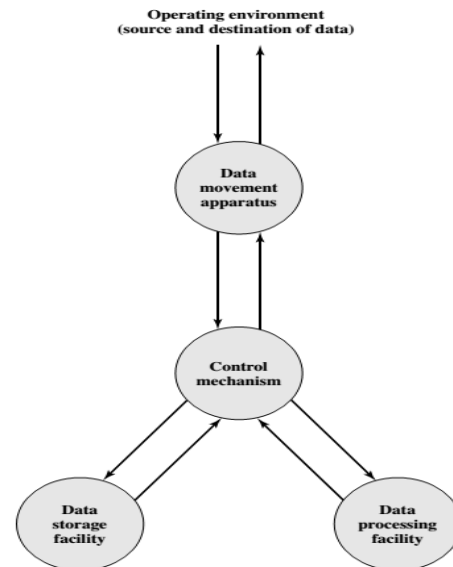 Operating environment
(source and destination of data)
Data
movement
apparatus
Control
mechanism
Data
storage
facility
Data
processing
facility